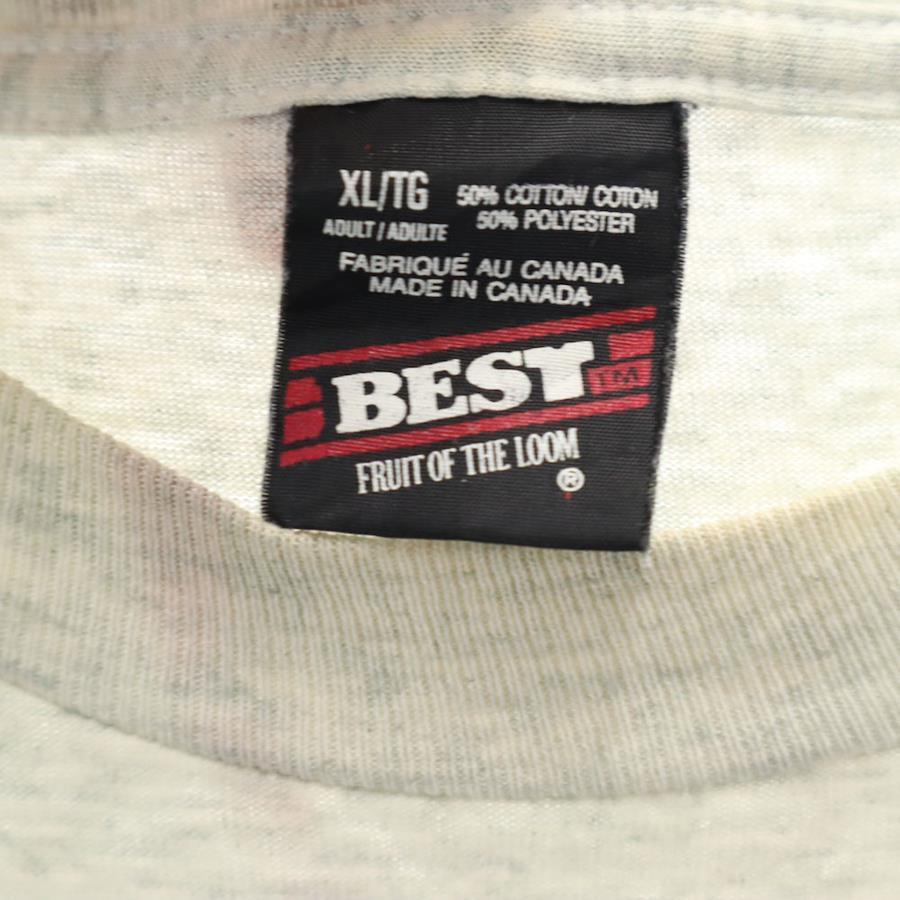 XL/TG
ADULT / ADULTE
50% COTTON/ COTON
50% POLYESTER
FABRIQUÉ AU CANADA
MADE IN CANADA
BEST TM
FRUIT OF THE LOOM
®